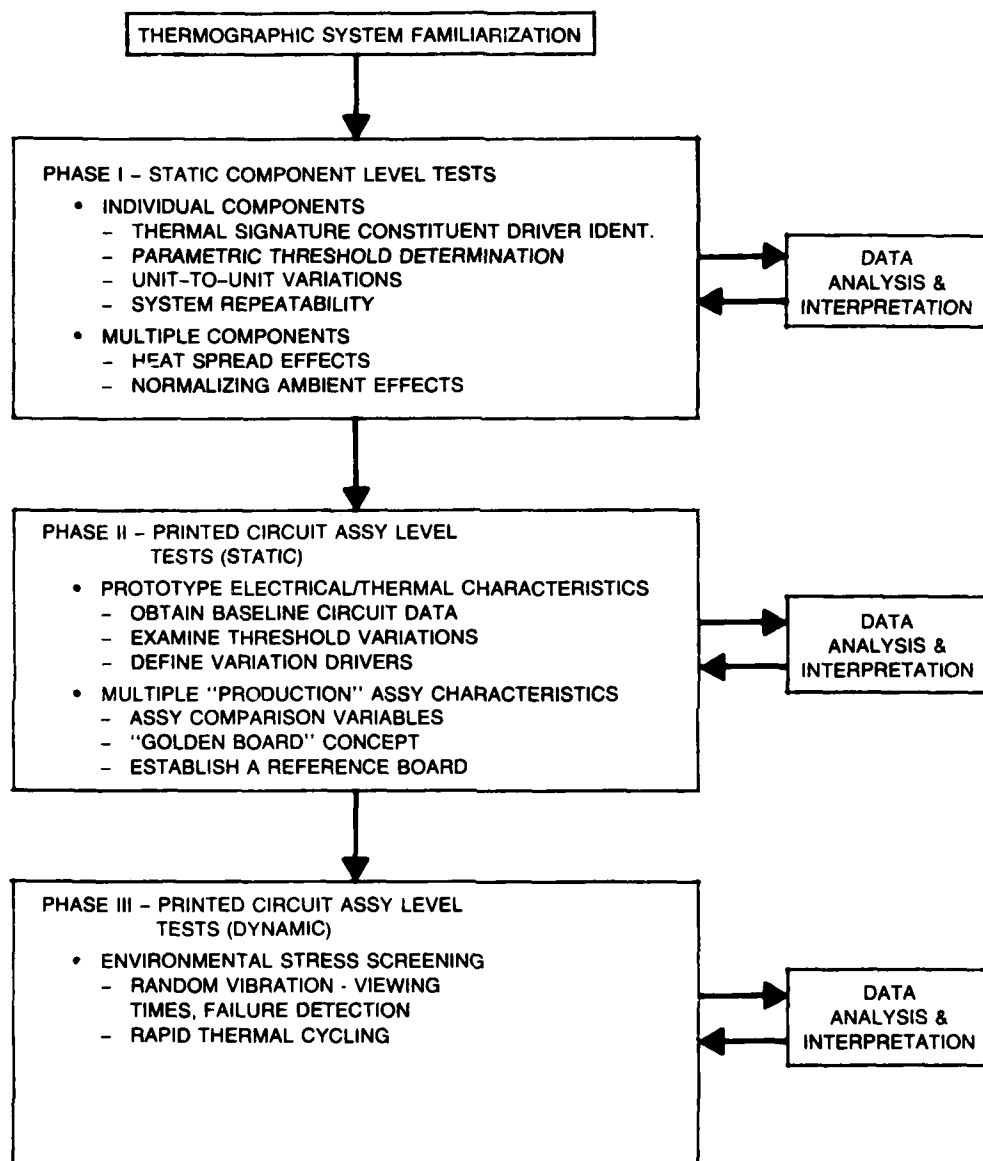 THERMOGRAPHIC SYSTEM FAMILIARIZATION
PHASE I – STATIC COMPONENT LEVEL TESTS
• INDIVIDUAL COMPONENTS
– THERMAL SIGNATURE CONSTITUENT DRIVER IDENT.
– PARAMETRIC THRESHOLD DETERMINATION
– UNIT-TO-UNIT VARIATIONS
– SYSTEM REPEATABILITY
• MULTIPLE COMPONENTS
– HEAT SPREAD EFFECTS
– NORMALIZING AMBIENT EFFECTS
DATA
ANALYSIS &
INTERPRETATION
PHASE II – PRINTED CIRCUIT ASSY LEVEL
TESTS (STATIC)
• PROTOTYPE ELECTRICAL/THERMAL CHARACTERISTICS
– OBTAIN BASELINE CIRCUIT DATA
– EXAMINE THRESHOLD VARIATIONS
– DEFINE VARIATION DRIVERS
• MULTIPLE "PRODUCTION" ASSY CHARACTERISTICS
– ASSY COMPARISON VARIABLES
– "GOLDEN BOARD" CONCEPT
– ESTABLISH A REFERENCE BOARD
DATA
ANALYSIS &
INTERPRETATION
PHASE III – PRINTED CIRCUIT ASSY LEVEL
TESTS (DYNAMIC)
• ENVIRONMENTAL STRESS SCREENING
– RANDOM VIBRATION - VIEWING
TIMES, FAILURE DETECTION
– RAPID THERMAL CYCLING
DATA
ANALYSIS &
INTERPRETATION